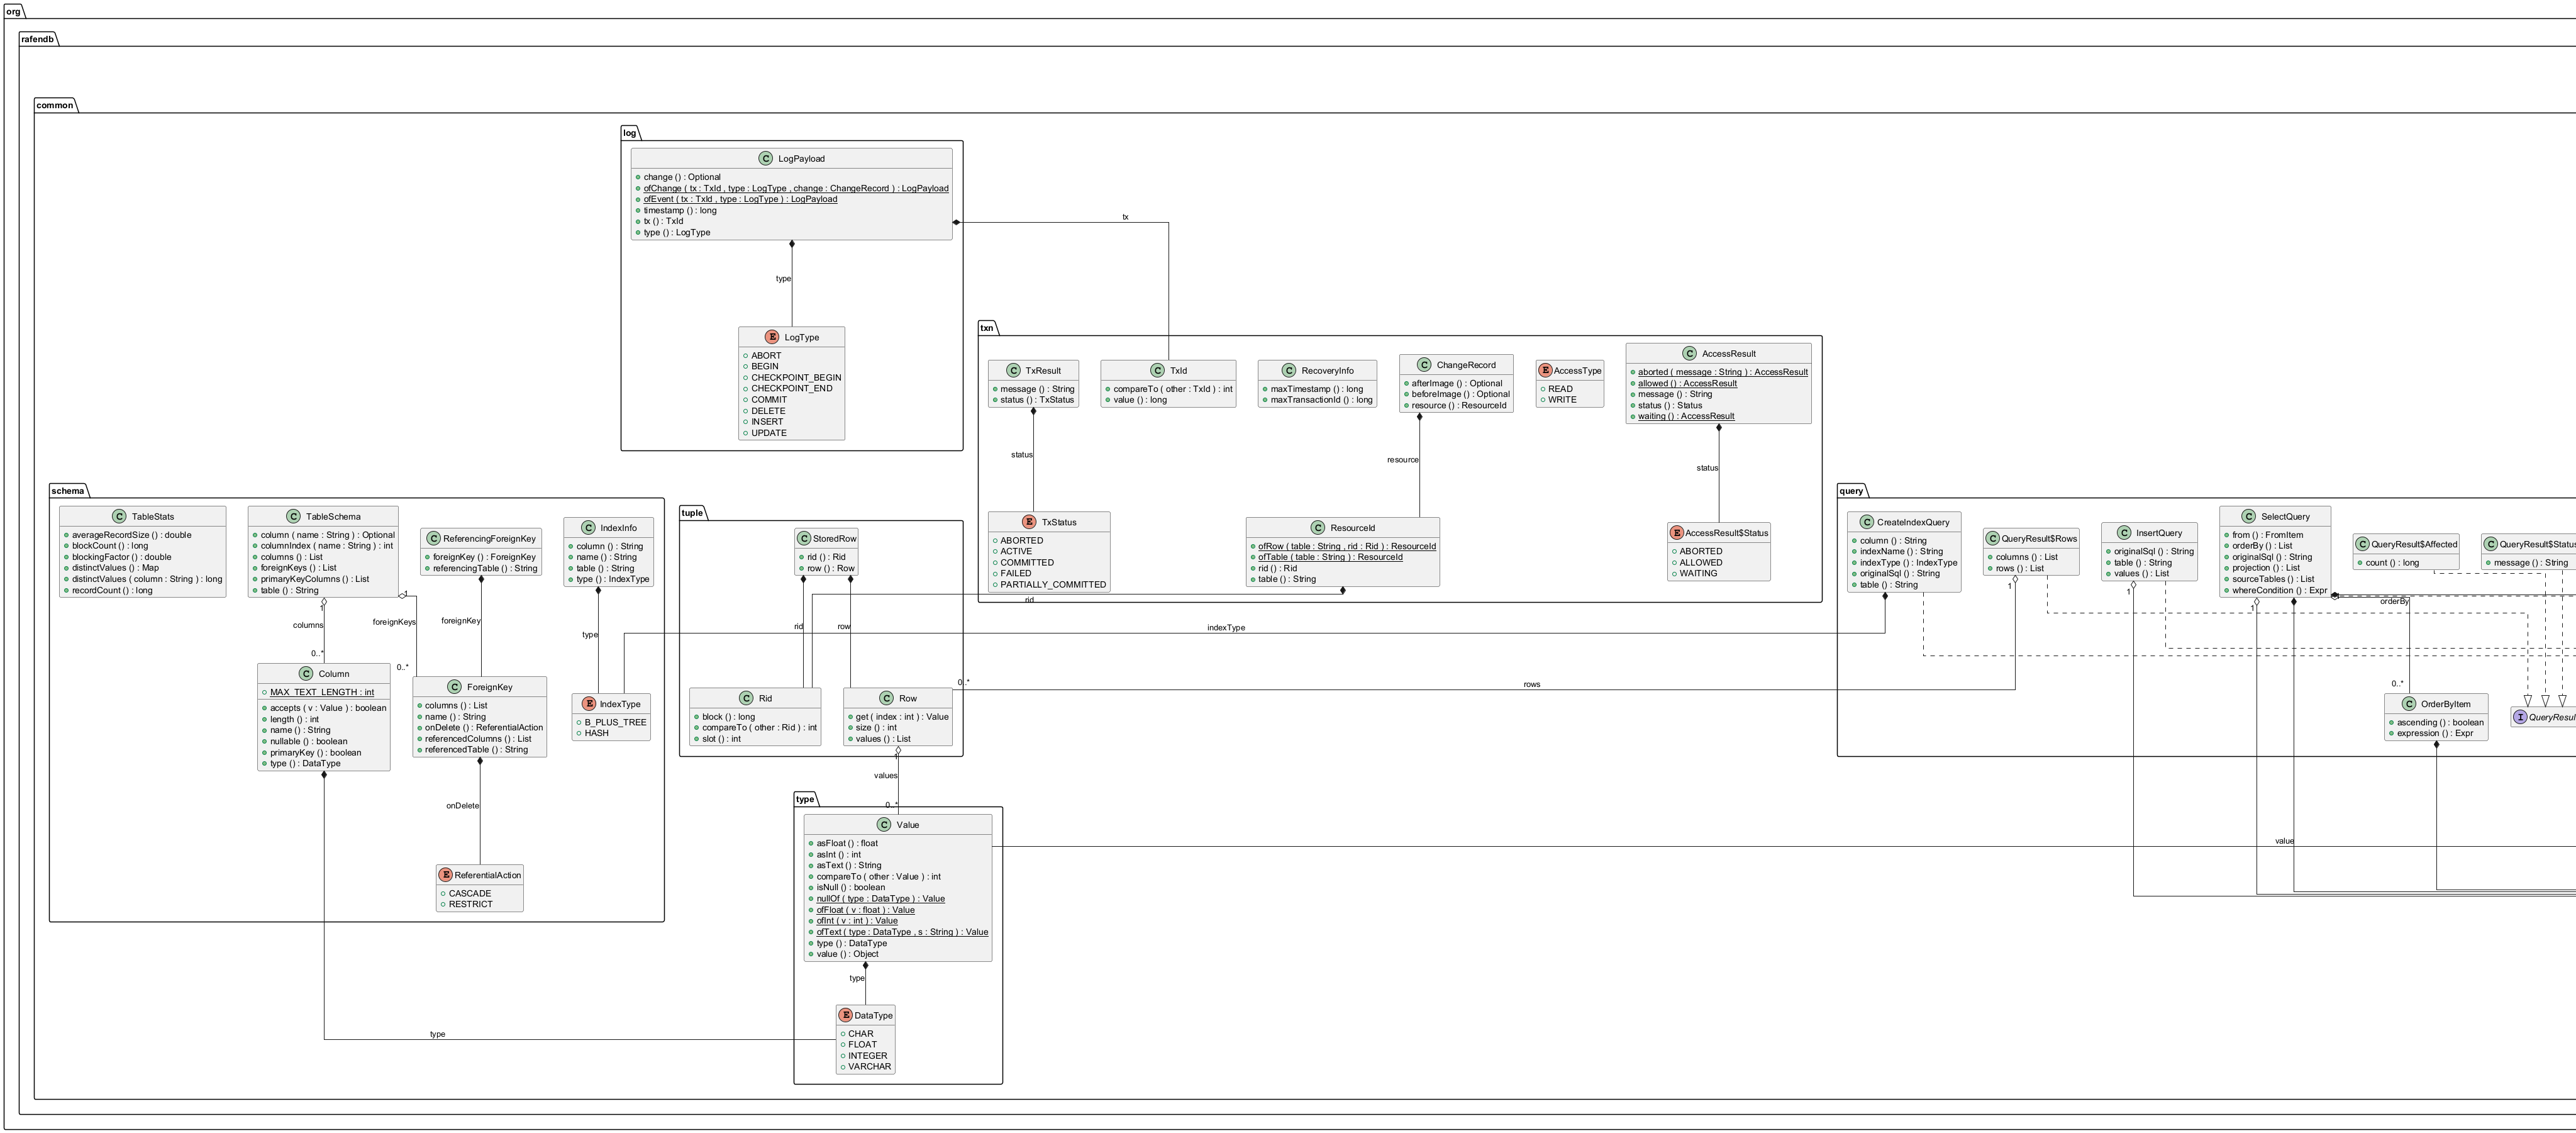 org
rafendb
common
log
LogPayload
change () : Optional
ofChange ( tx : TxId , type : LogType , change : ChangeRecord ) : LogPayload
ofEvent ( tx : TxId , type : LogType ) : LogPayload
timestamp () : long
tx () : TxId
type () : LogType
tx
type
LogType
ABORT
BEGIN
CHECKPOINT_BEGIN
CHECKPOINT_END
COMMIT
DELETE
INSERT
UPDATE
txn
TxResult
message () : String
status () : TxStatus
TxId
compareTo ( other : TxId ) : int
value () : long
RecoveryInfo
maxTimestamp () : long
maxTransactionId () : long
ChangeRecord
afterImage () : Optional
beforeImage () : Optional
resource () : ResourceId
AccessType
READ
WRITE
AccessResult
aborted ( message : String ) : AccessResult
allowed () : AccessResult
message () : String
status () : Status
waiting () : AccessResult
status
resource
status
TxStatus
ABORTED
ACTIVE
COMMITTED
FAILED
PARTIALLY_COMMITTED
ResourceId
ofRow ( table : String , rid : Rid ) : ResourceId
ofTable ( table : String ) : ResourceId
rid () : Rid
table () : String
AccessResult$Status
ABORTED
ALLOWED
WAITING
rid
schema
TableStats
averageRecordSize () : double
blockCount () : long
blockingFactor () : double
distinctValues () : Map
distinctValues ( column : String ) : long
recordCount () : long
TableSchema
column ( name : String ) : Optional
columnIndex ( name : String ) : int
columns () : List
foreignKeys () : List
primaryKeyColumns () : List
table () : String
ReferencingForeignKey
foreignKey () : ForeignKey
referencingTable () : String
IndexInfo
column () : String
name () : String
table () : String
type () : IndexType
1
1
columns
foreignKeys
foreignKey
type
0..*
0..*
Column
MAX_TEXT_LENGTH : int
accepts ( v : Value ) : boolean
length () : int
name () : String
nullable () : boolean
primaryKey () : boolean
type () : DataType
ForeignKey
columns () : List
name () : String
onDelete () : ReferentialAction
referencedColumns () : List
referencedTable () : String
IndexType
B_PLUS_TREE
HASH
onDelete
ReferentialAction
CASCADE
RESTRICT
type
tuple
StoredRow
rid () : Rid
row () : Row
rid
row
indexType
Rid
block () : long
compareTo ( other : Rid ) : int
slot () : int
Row
get ( index : int ) : Value
size () : int
values () : List
0..*
rows
1
values
0..*
type
Value
asFloat () : float
asInt () : int
asText () : String
compareTo ( other : Value ) : int
isNull () : boolean
nullOf ( type : DataType ) : Value
ofFloat ( v : float ) : Value
ofInt ( v : int ) : Value
ofText ( type : DataType , s : String ) : Value
type () : DataType
value () : Object
type
DataType
CHAR
FLOAT
INTEGER
VARCHAR
query
CreateIndexQuery
column () : String
indexName () : String
indexType () : IndexType
originalSql () : String
table () : String
QueryResult$Rows
columns () : List
rows () : List
InsertQuery
originalSql () : String
table () : String
values () : List
SelectQuery
from () : FromItem
orderBy () : List
originalSql () : String
projection () : List
sourceTables () : List
whereCondition () : Expr
QueryResult$Affected
count () : long
QueryResult$Status
message () : String
1
1
1
orderBy
0..*
OrderByItem
ascending () : boolean
expression () : Expr
QueryResul
value